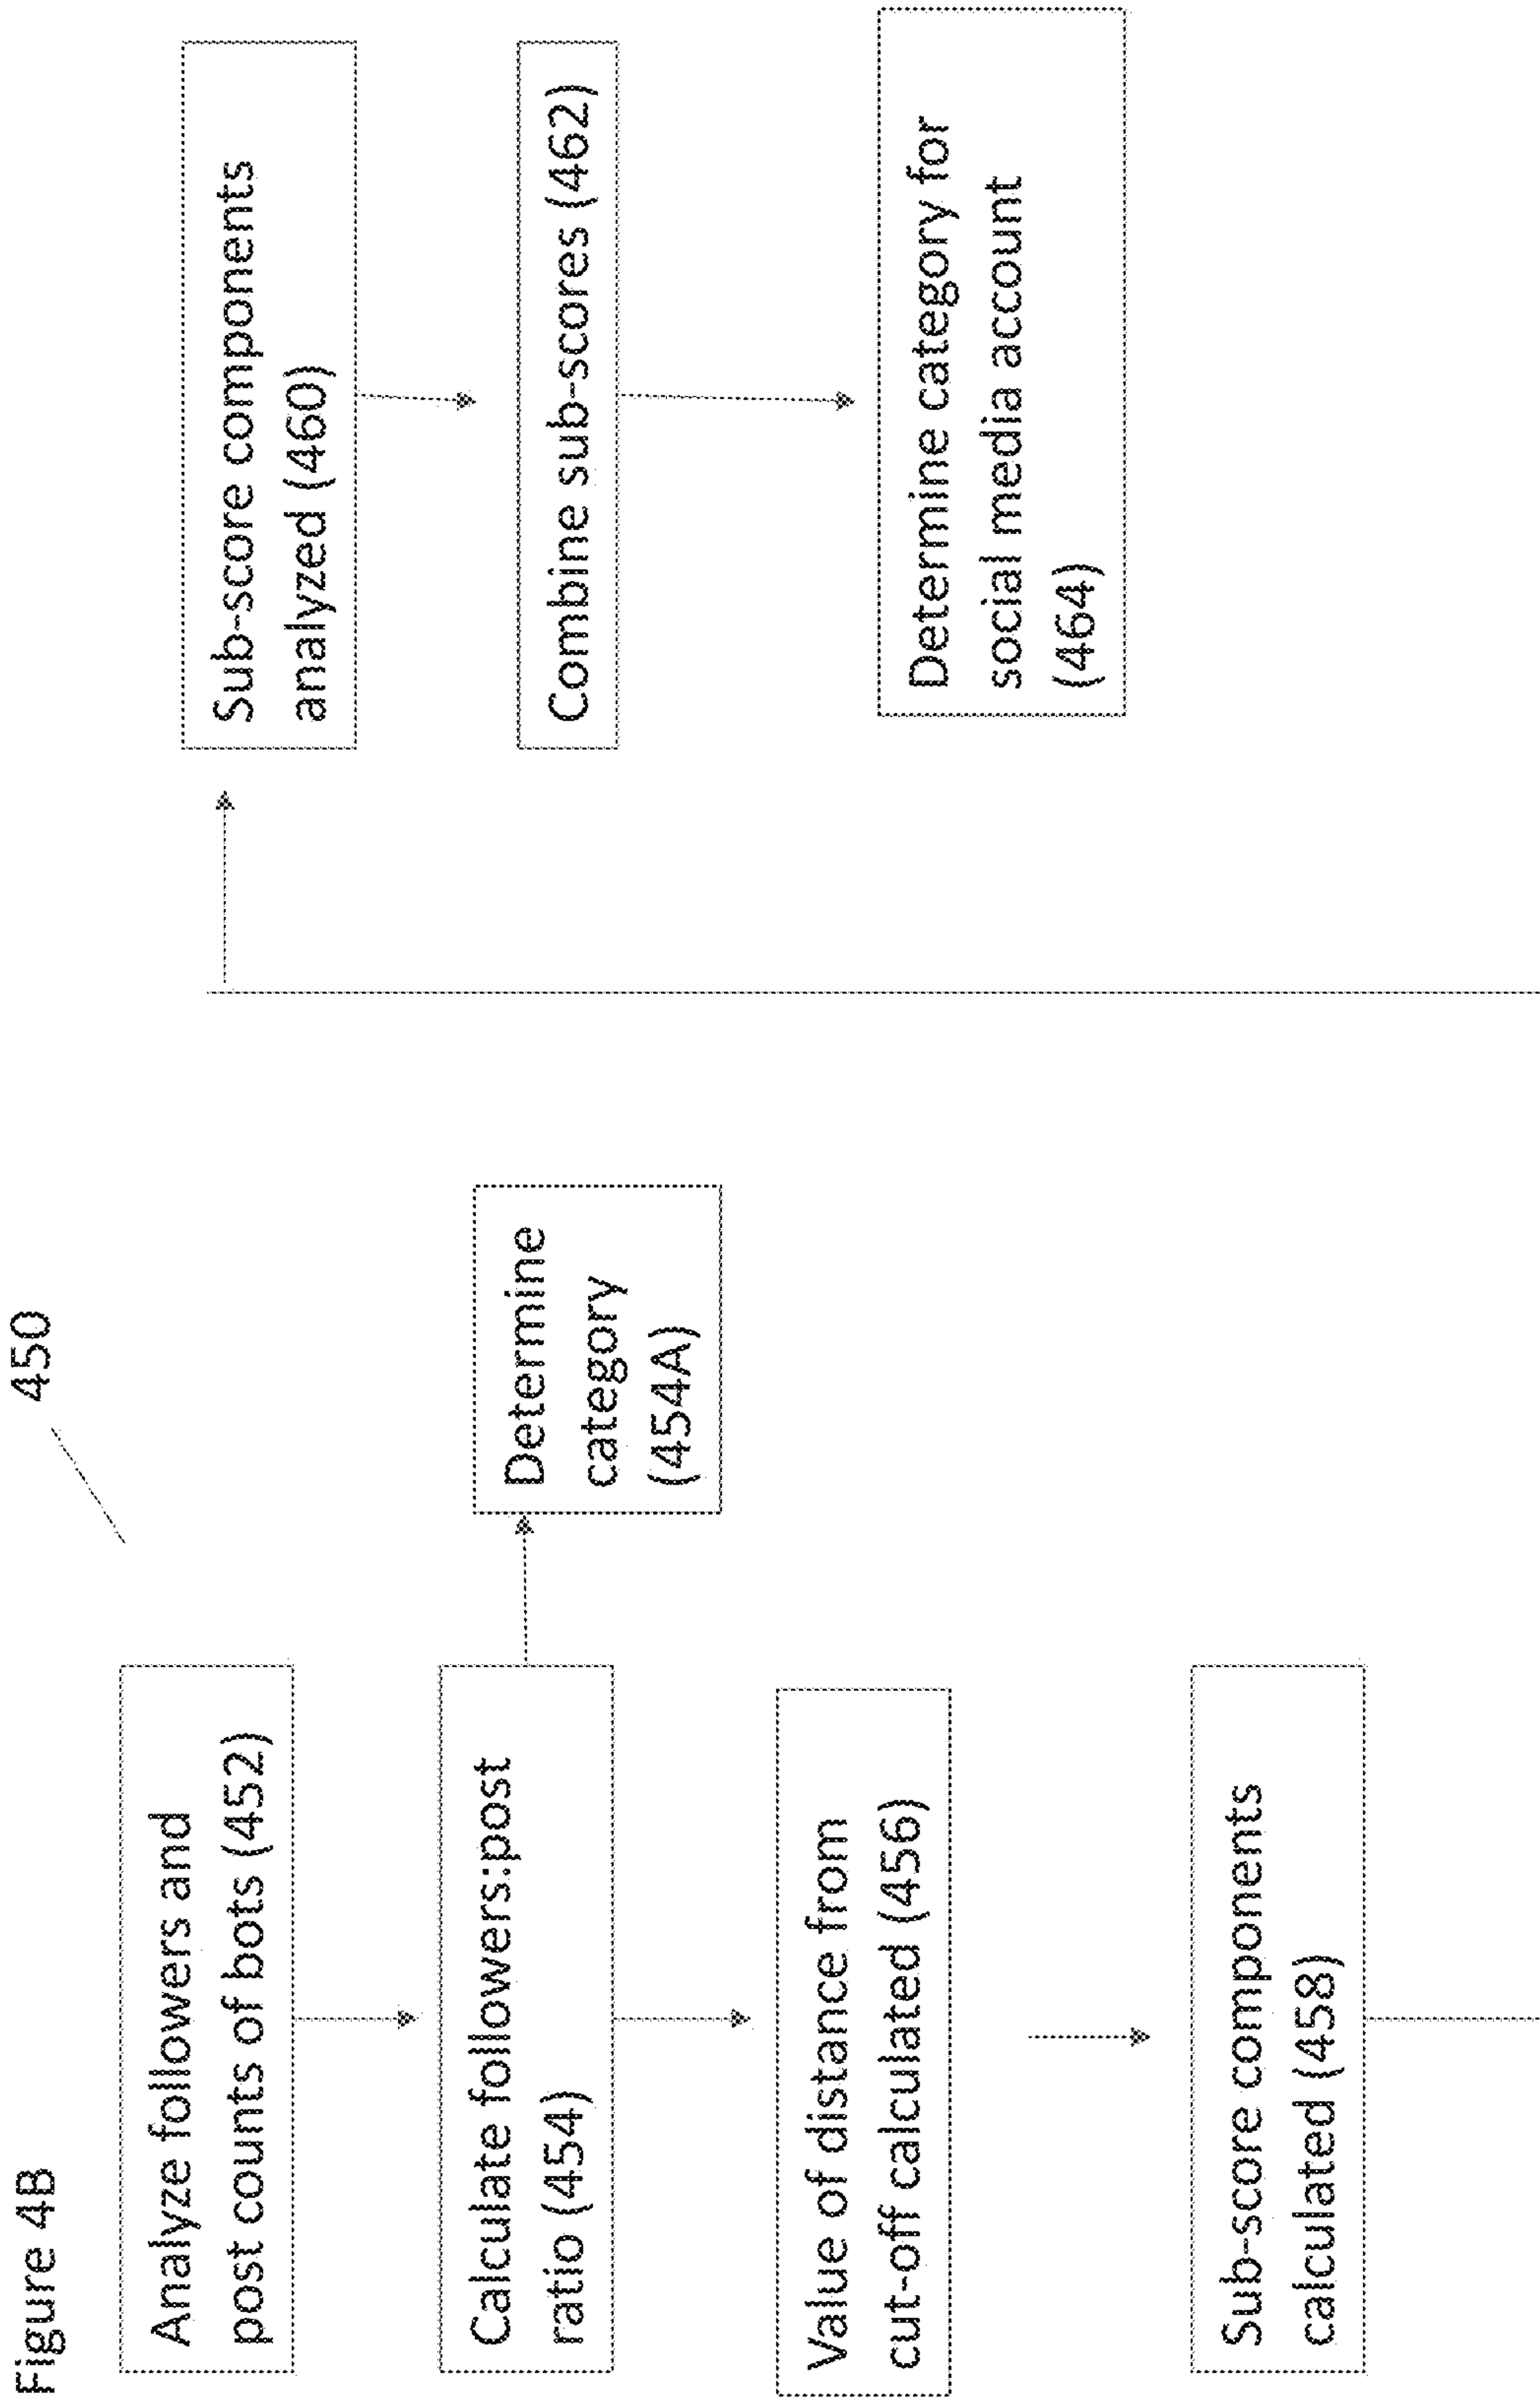 Figure 4B
450
Analyze followers and
post counts of bots (452)
Calculate followers:post
ratio (454)
Determine
category
(454A)
Value of distance from
cut-off calculated (456)
Sub-score components
calculated (458)
Sub-score components
analyzed (460)
Combine sub-scores (462)
Determine category for
social media account
(464)